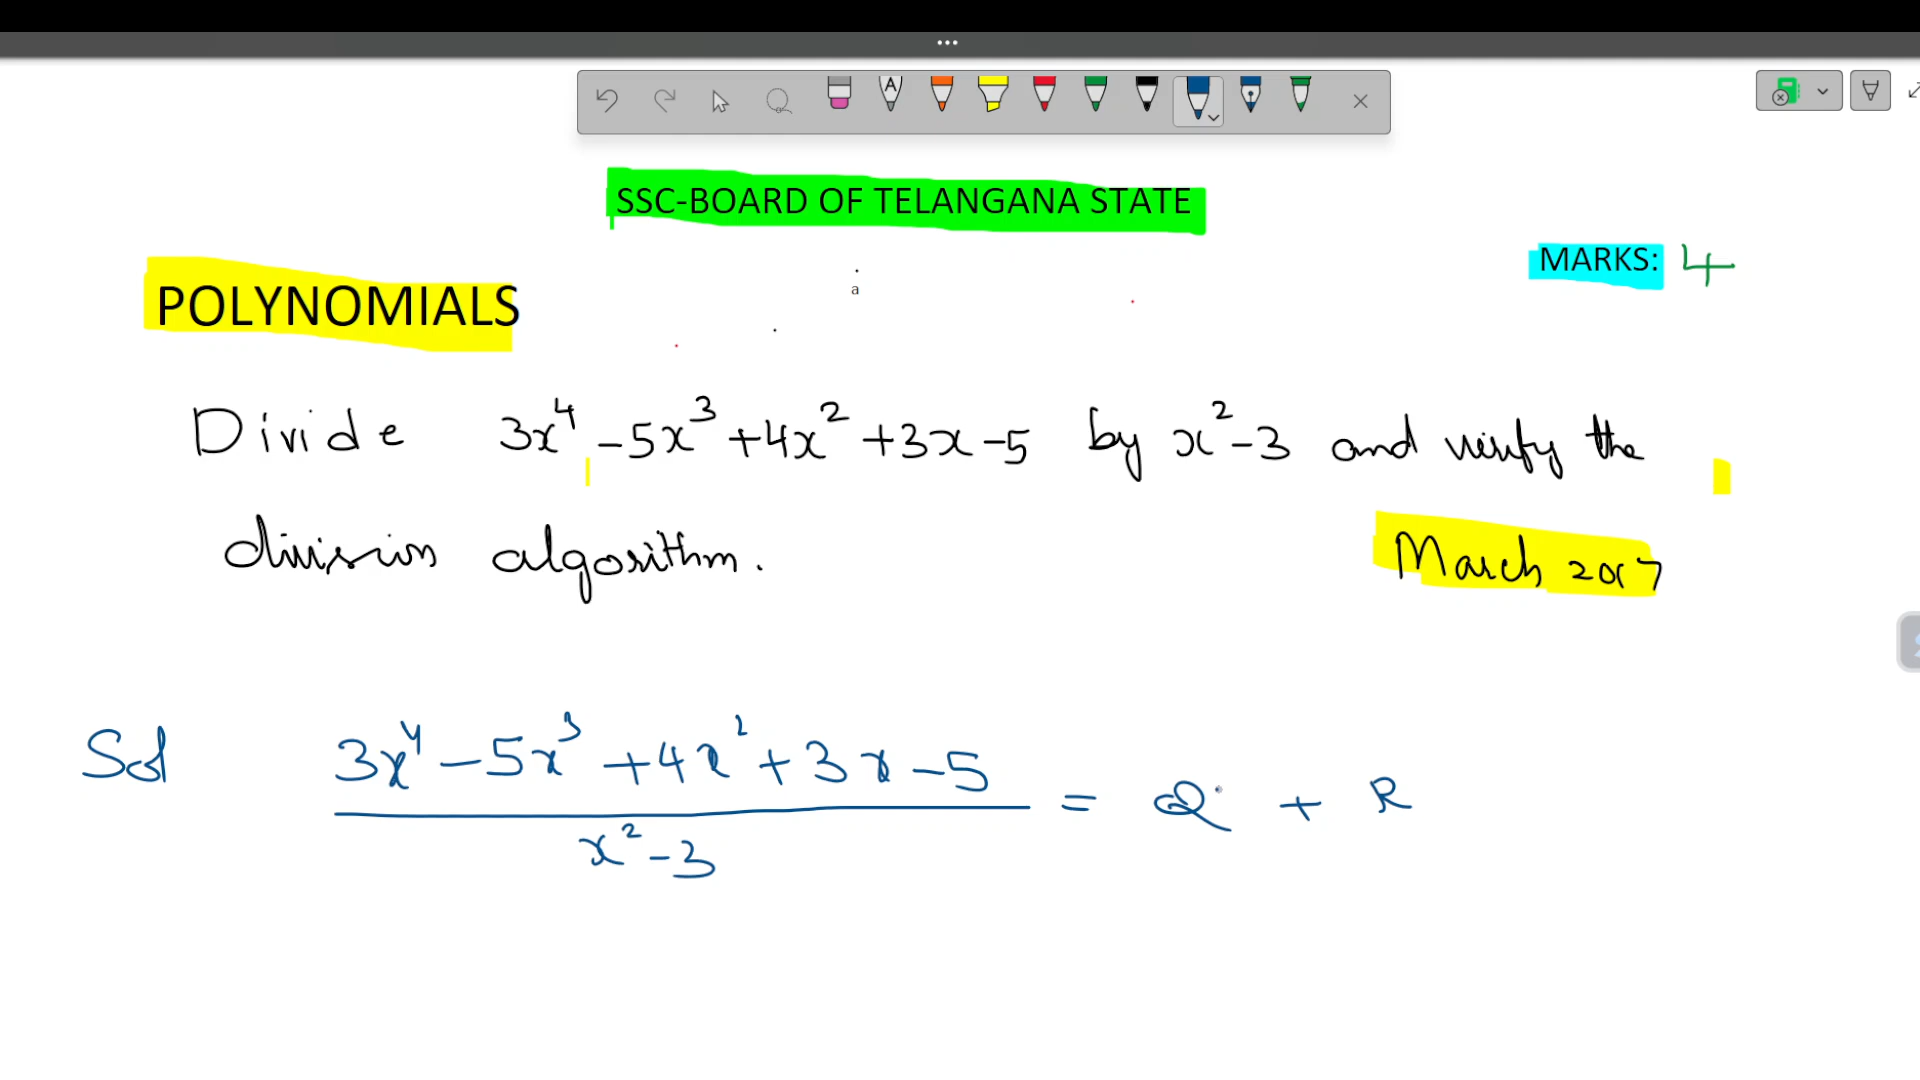 •••
A
SSC-BOARD OF TELANGANA STATE
MARKS: 4
a
POLYNOMIALS
Divide 3x⁴ -5x³ +4x² +3x -5 by x² -3 and verify the
division algorithm.
March 2017
Sol 3x⁴ -5x³ +4x² +3x -5
= Q + R
x² -3